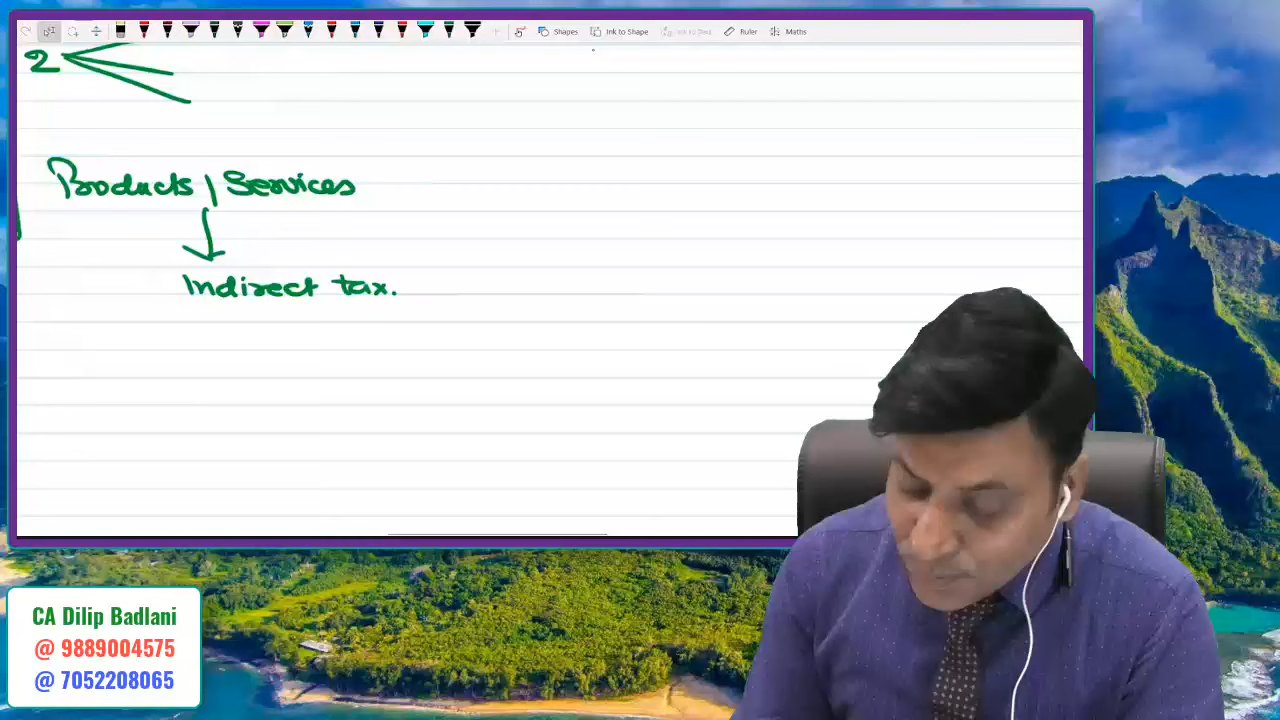 Shapes Ink to Shape Ruler Maths
2
Products / Services
Indirect tax.
CA Dilip Badlani
@ 9889004575
@ 7052208065